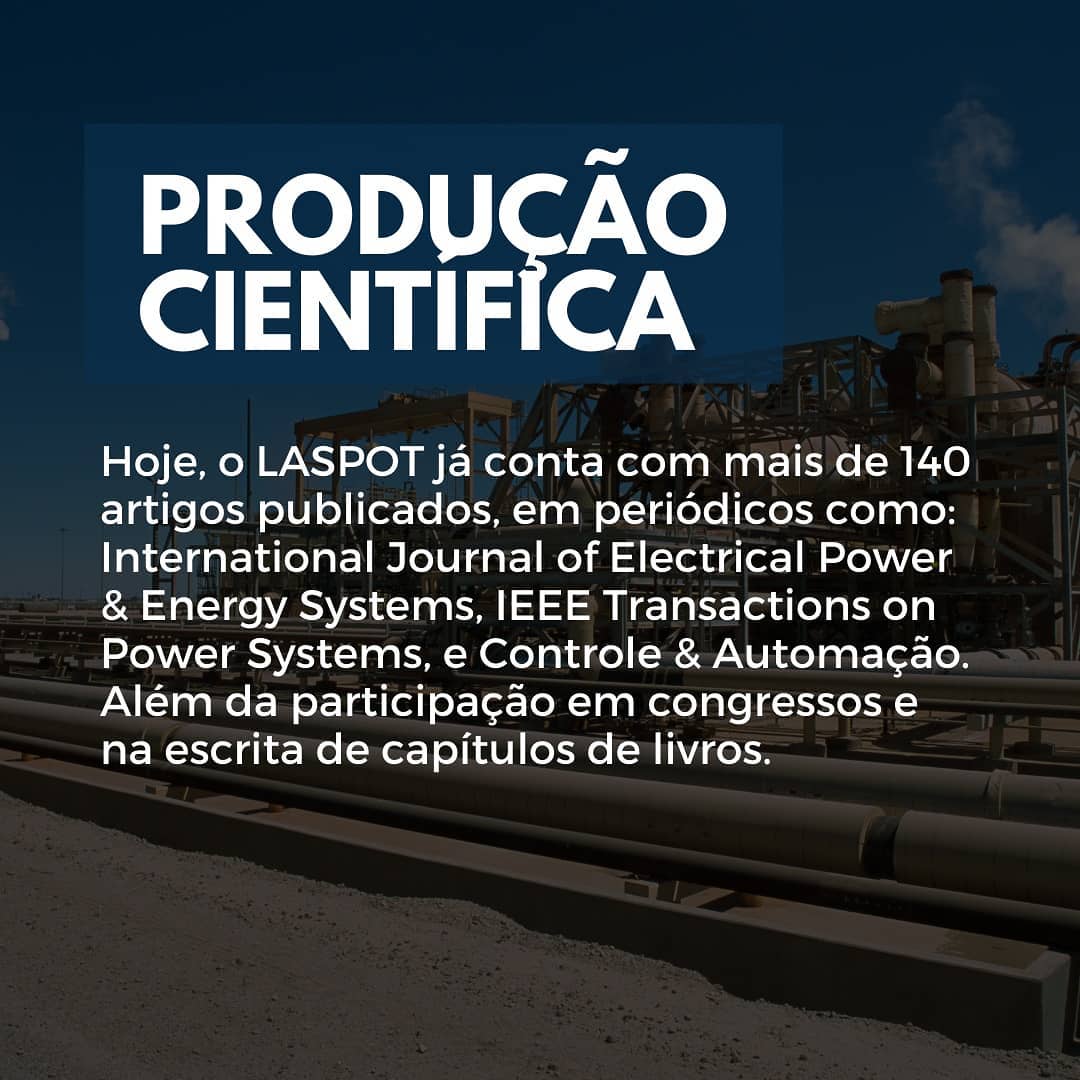 PRODUÇÃO
CIENTÍFICA
Hoje, o LASPOT já conta com mais de 140
artigos publicados, em periódicos como:
International Journal of Electrical Power
& Energy Systems, IEEE Transactions on
Power Systems, e Controle & Automação.
Além da participação em congressos e
na escrita de capítulos de livros.